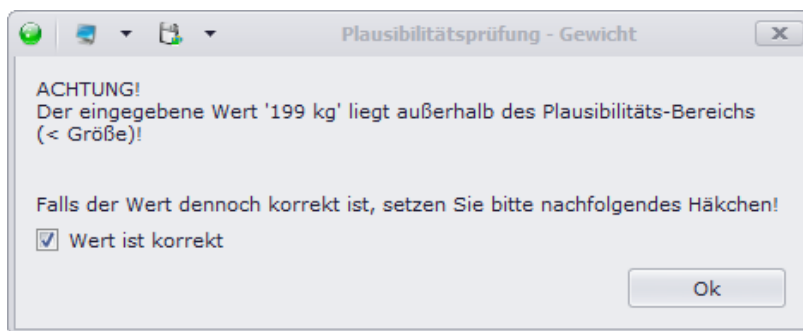 Plausibilitätsprüfung - Gewicht
ACHTUNG!
Der eingegebene Wert '199 kg' liegt außerhalb des Plausibilitäts-Bereichs
(< Größe)!
Falls der Wert dennoch korrekt ist, setzen Sie bitte nachfolgendes Häkchen!
Wert ist korrekt
Ok